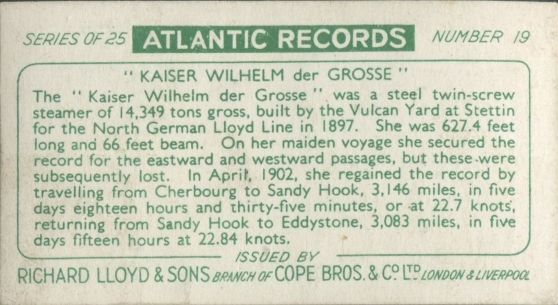 SERIES OF 25 ATLANTIC RECORDS NUMBER 19
" KAISER WILHELM der GROSSE "
The " Kaiser Wilhelm der Grosse " was a steel twin-screw
steamer of 14,349 tons gross, built by the Vulcan Yard at Stettin
for the North German Lloyd Line in 1897. She was 627.4 feet
long and 66 feet beam. On her maiden voyage she secured the
record for the eastward and westward passages, but these were
subsequently lost. In April, 1902, she regained the record by
travelling from Cherbourg to Sandy Hook, 3,146 miles, in five
days eighteen hours and thirty-five minutes, or at 22.7 knots,
returning from Sandy Hook to Eddystone, 3,083 miles, in five
days fifteen hours at 22.84 knots.
ISSUED BY
RICHARD LLOYD & SONS BRANCH OF COPE BROS. & CO LTD LONDON & LIVERPOOL